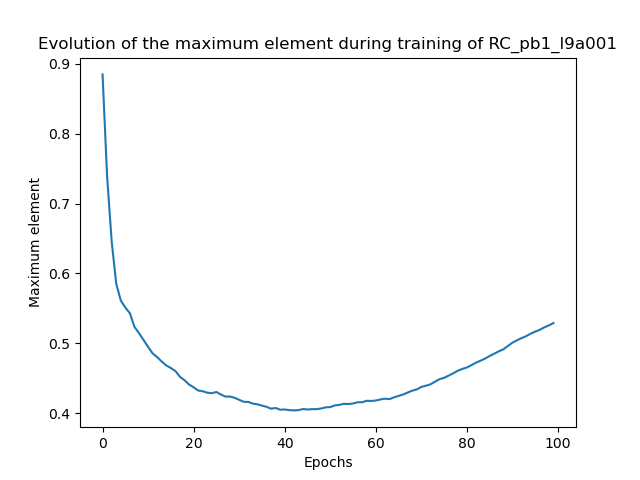 Evolution of the maximum element during training of RC_pb1_l9a001
0.9
0.8
0.7
0.6
0.5
0.4
Maximum element
0 20 40 60 80 100
Epochs